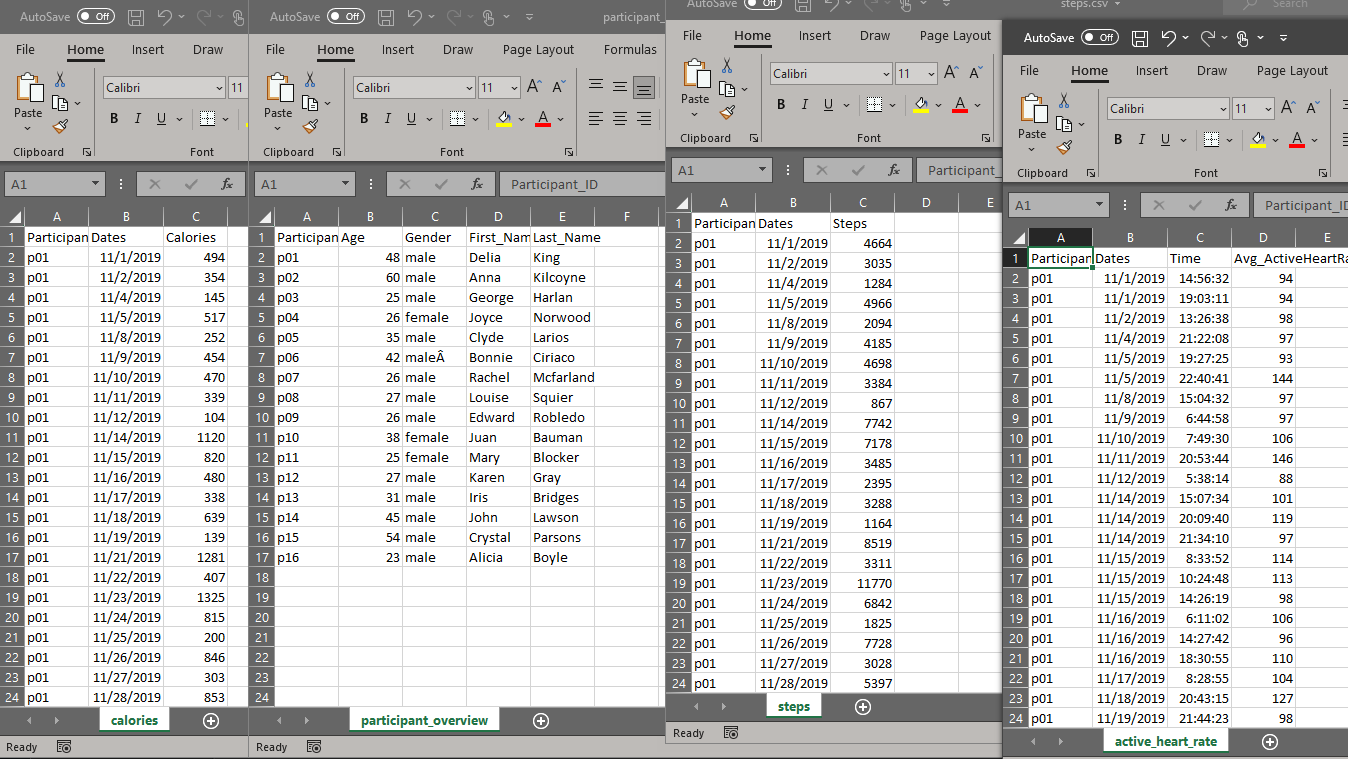 AutoSave Off
File Home Insert Draw
Calibri 11
Paste B I U
Clipboard Font
A1 fx
A B C
1 Participan Dates Calories
2 p01 11/1/2019 494
3 p01 11/2/2019 354
4 p01 11/4/2019 145
5 p01 11/5/2019 517
6 p01 11/8/2019 252
7 p01 11/9/2019 454
8 p01 11/10/2019 470
9 p01 11/11/2019 339
10 p01 11/12/2019 104
11 p01 11/14/2019 1120
12 p01 11/15/2019 820
13 p01 11/16/2019 480
14 p01 11/17/2019 338
15 p01 11/18/2019 639
16 p01 11/19/2019 139
17 p01 11/21/2019 1281
18 p01 11/22/2019 407
19 p01 11/23/2019 1325
20 p01 11/24/2019 815
21 p01 11/25/2019 200
22 p01 11/26/2019 846
23 p01 11/27/2019 303
24 p01 11/28/2019 853
calories
Ready
AutoSave Off participant_
File Home Insert Draw Page Layout Formulas
Calibri 11 A A
Paste B I U A
Clipboard Font
A1 fx Participant_ID
A B C D E F
1 Participan Age Gender First_Nam Last_Name
2 p01 48 male Delia King
3 p02 60 male Anna Kilcoyne
4 p03 25 male George Harlan
5 p04 26 female Joyce Norwood
6 p05 35 male Clyde Larios
7 p06 42 maleÂ Bonnie Ciriaco
8 p07 26 male Rachel Mcfarland
9 p08 27 male Louise Squier
10 p09 26 male Edward Robledo
11 p10 38 female Juan Bauman
12 p11 25 female Mary Blocker
13 p12 27 male Karen Gray
14 p13 31 male Iris Bridges
15 p14 45 male John Lawson
16 p15 54 male Crystal Parsons
17 p16 23 male Alicia Boyle
18
19
20
21
22
23
24
participant_overview
Ready
AutoSave Off steps.csv Search
File Home Insert Draw Page Layout
Calibri 11 A A
Paste B I U A
Clipboard Font
A1 fx Participant_
A B C D E
1 Participan Dates Steps
2 p01 11/1/2019 4664
3 p01 11/2/2019 3035
4 p01 11/4/2019 1284
5 p01 11/5/2019 4966
6 p01 11/8/2019 2094
7 p01 11/9/2019 4185
8 p01 11/10/2019 4698
9 p01 11/11/2019 3384
10 p01 11/12/2019 867
11 p01 11/14/2019 7742
12 p01 11/15/2019 7178
13 p01 11/16/2019 3485
14 p01 11/17/2019 2395
15 p01 11/18/2019 3288
16 p01 11/19/2019 1164
17 p01 11/21/2019 8519
18 p01 11/22/2019 3311
19 p01 11/23/2019 11770
20 p01 11/24/2019 6842
21 p01 11/25/2019 1825
22 p01 11/26/2019 7728
23 p01 11/27/2019 3028
24 p01 11/28/2019 5397
steps
Ready
AutoSave Off
File Home Insert Draw Page Layout
Calibri 11 A A
Paste B I U A
Clipboard Font
A1 fx Participant_ID
A B C D E
1 Participan Dates Time Avg_ActiveHeartRa
2 p01 11/1/2019 14:56:32 94
3 p01 11/1/2019 19:03:11 94
4 p01 11/2/2019 13:26:38 98
5 p01 11/4/2019 21:22:08 97
6 p01 11/5/2019 19:27:25 93
7 p01 11/5/2019 22:40:41 144
8 p01 11/8/2019 15:04:32 97
9 p01 11/9/2019 6:44:58 97
10 p01 11/10/2019 7:49:30 106
11 p01 11/11/2019 20:53:44 146
12 p01 11/12/2019 5:38:14 88
13 p01 11/14/2019 15:07:34 101
14 p01 11/14/2019 20:09:40 119
15 p01 11/14/2019 21:34:10 97
16 p01 11/15/2019 8:33:52 114
17 p01 11/15/2019 10:24:48 113
18 p01 11/15/2019 14:26:19 98
19 p01 11/16/2019 6:11:02 106
20 p01 11/16/2019 14:27:42 96
21 p01 11/16/2019 18:30:55 110
22 p01 11/17/2019 8:28:55 104
23 p01 11/18/2019 20:43:15 127
24 p01 11/19/2019 21:44:23 98
active_heart_rate